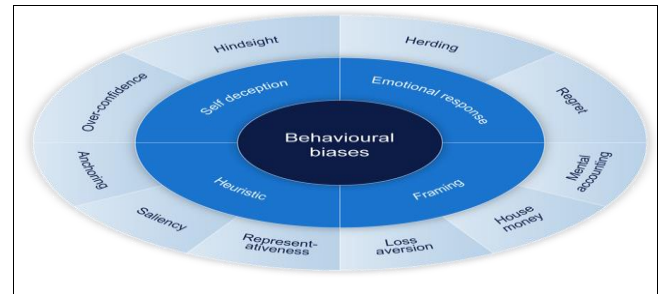 Hindsight
Herding
Over-confidence
Self deception
Emotional response
Regret
Behavioural
biases
Anchoring
Heuristic
Framing
Mental
accounting
Saliency
Represent-
ativeness
Loss
aversion
House
money